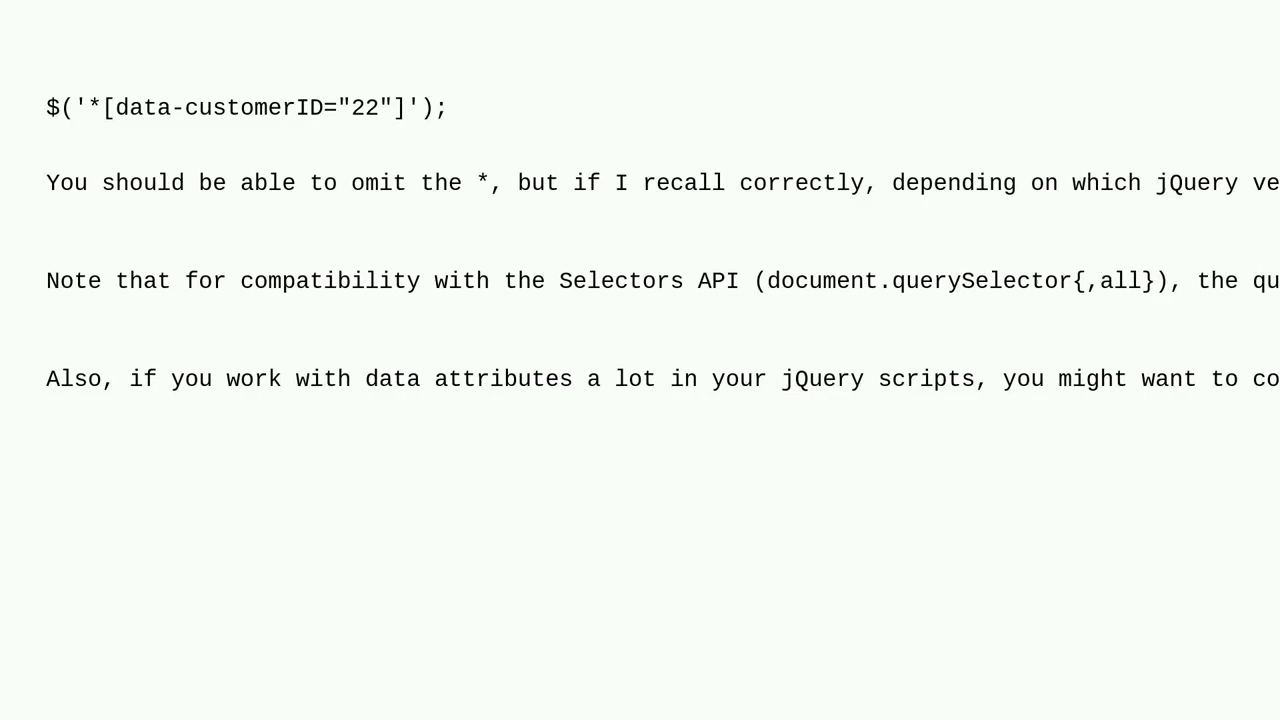 $('*[data-customerID="22"]');
You should be able to omit the *, but if I recall correctly, depending on which jQuery ve
Note that for compatibility with the Selectors API (document.querySelector{,all}), the qu
Also, if you work with data attributes a lot in your jQuery scripts, you might want to co